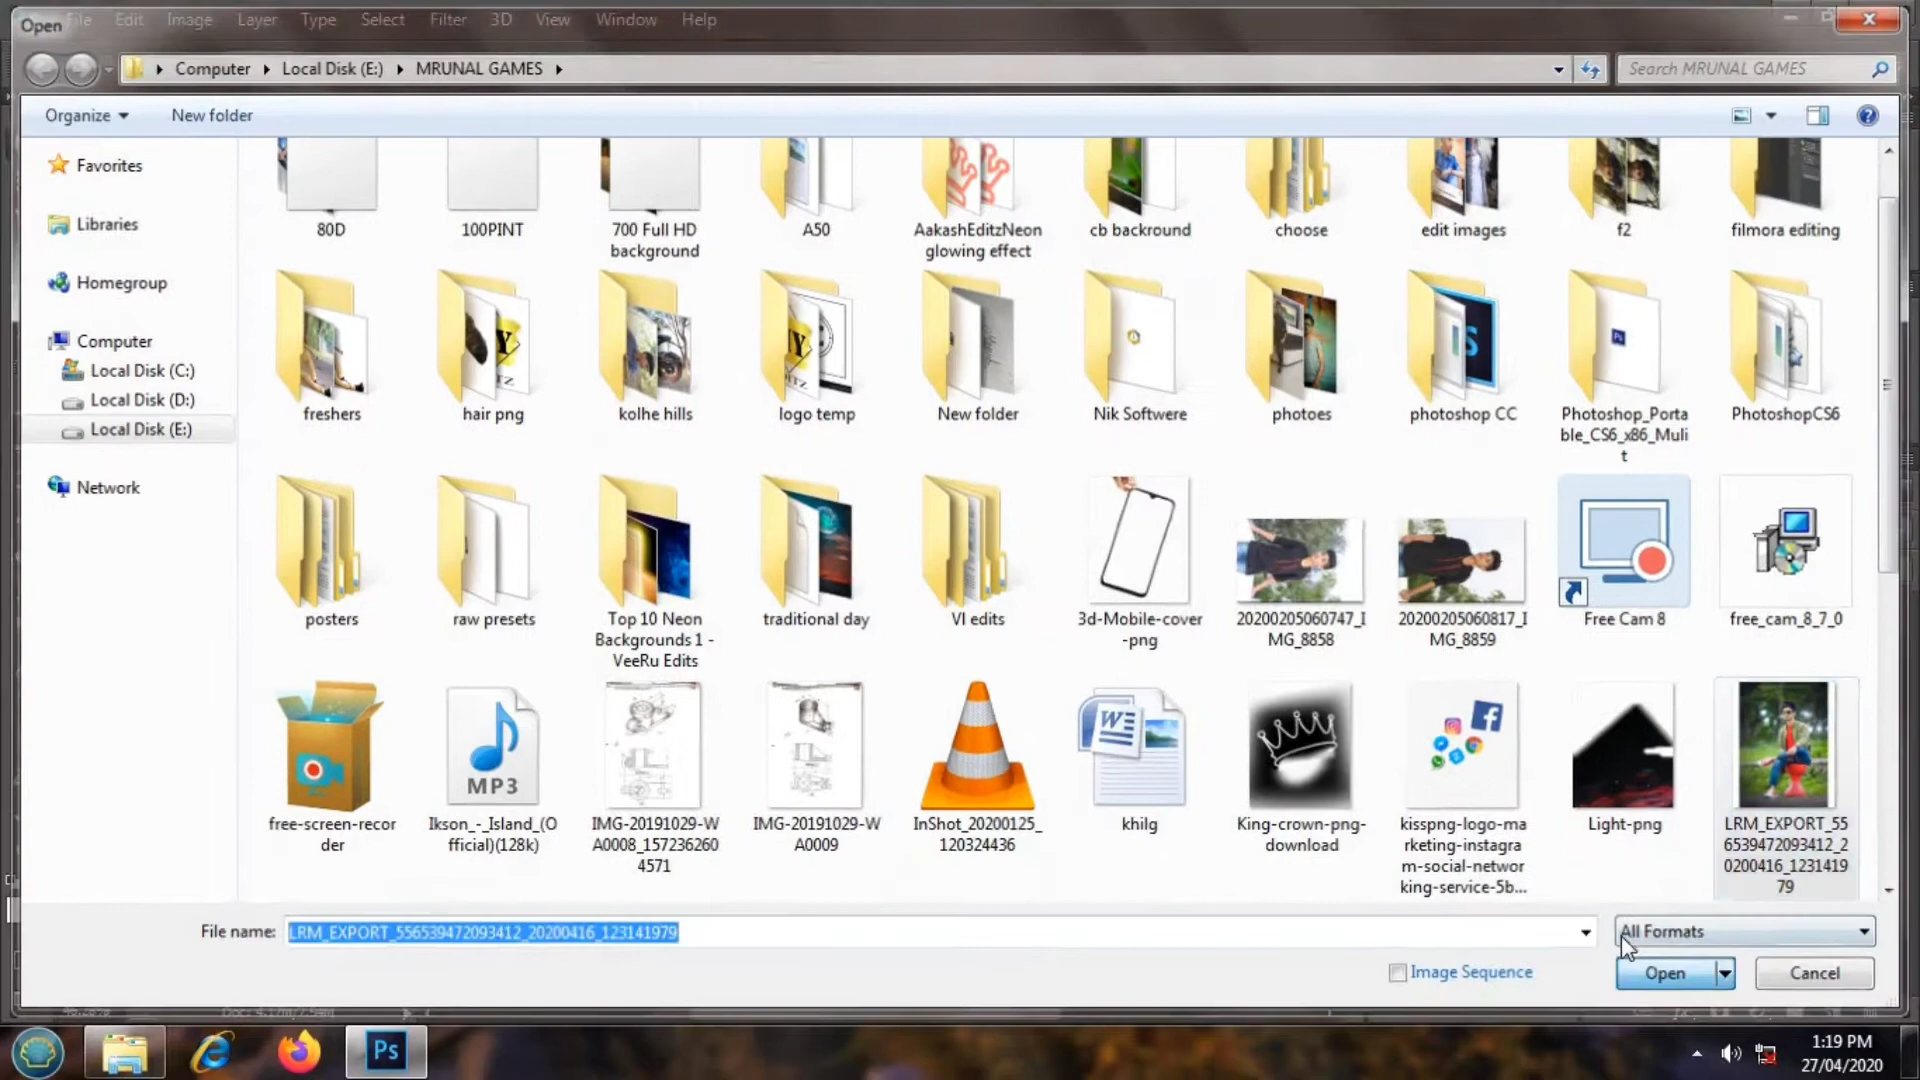 Open
File Edit Image Layer Type Select Filter 3D View Window Help
Computer Local Disk (E:) MRUNAL GAMES
Search MRUNAL GAMES
Organize New folder
Favorites
Libraries
Homegroup
Computer
Local Disk (C:)
Local Disk (D:)
Local Disk (E:)
Network
80D
100PINT
700 Full HD
background
A50
AakashEditzNeon
glowing effect
cb backround
choose
edit images
f2
filmora editing
freshers
hair png
kolhe hills
logo temp
New folder
Nik Softwere
photoes
photoshop CC
Photoshop_Porta
ble_CS6_x86_Muli
t
PhotoshopCS6
posters
raw presets
Top 10 Neon
Backgrounds 1 -
VeeRu Edits
traditional day
VI edits
3d-Mobile-cover
-png
20200205060747_I
MG_8858
20200205060817_I
MG_8859
Free Cam 8
free_cam_8_7_0
MP3
free-screen-recor
der
Ikson_-_Island_(O
fficial)(128k)
IMG-20191029-W
A0008_157236260
4571
IMG-20191029-W
A0009
InShot_20200125_
120324436
khilg
King-crown-png-
download
kisspng-logo-ma
rketing-instagra
m-social-networ
king-service-5b...
Light-png
LRM_EXPORT_55
6539472093412_2
0200416_1231419
79
File name: LRM_EXPORT_556539472093412_20200416_123141979
All Formats
Image Sequence
Open
Cancel
Ps
1:19 PM
27/04/2020